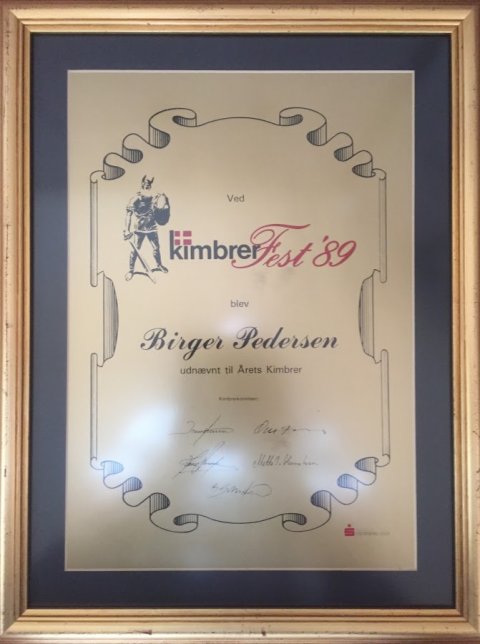 Ved
kimbrer Fest '89
blev
Birger Pedersen
udnævnt til Årets Kimbrer